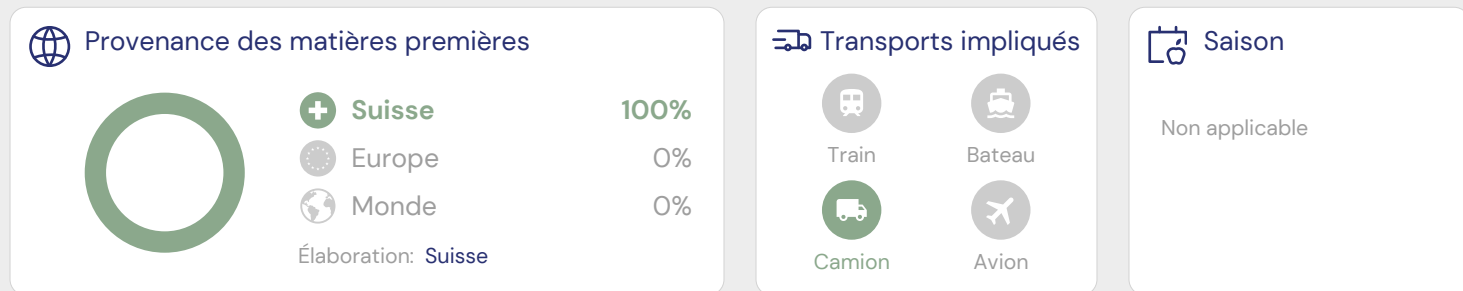 Provenance des matières premières
Suisse 100%
Europe 0%
Monde 0%
Élaboration: Suisse
Transports impliqués
Train Bateau
Camion Avion
Saison
Non applicable